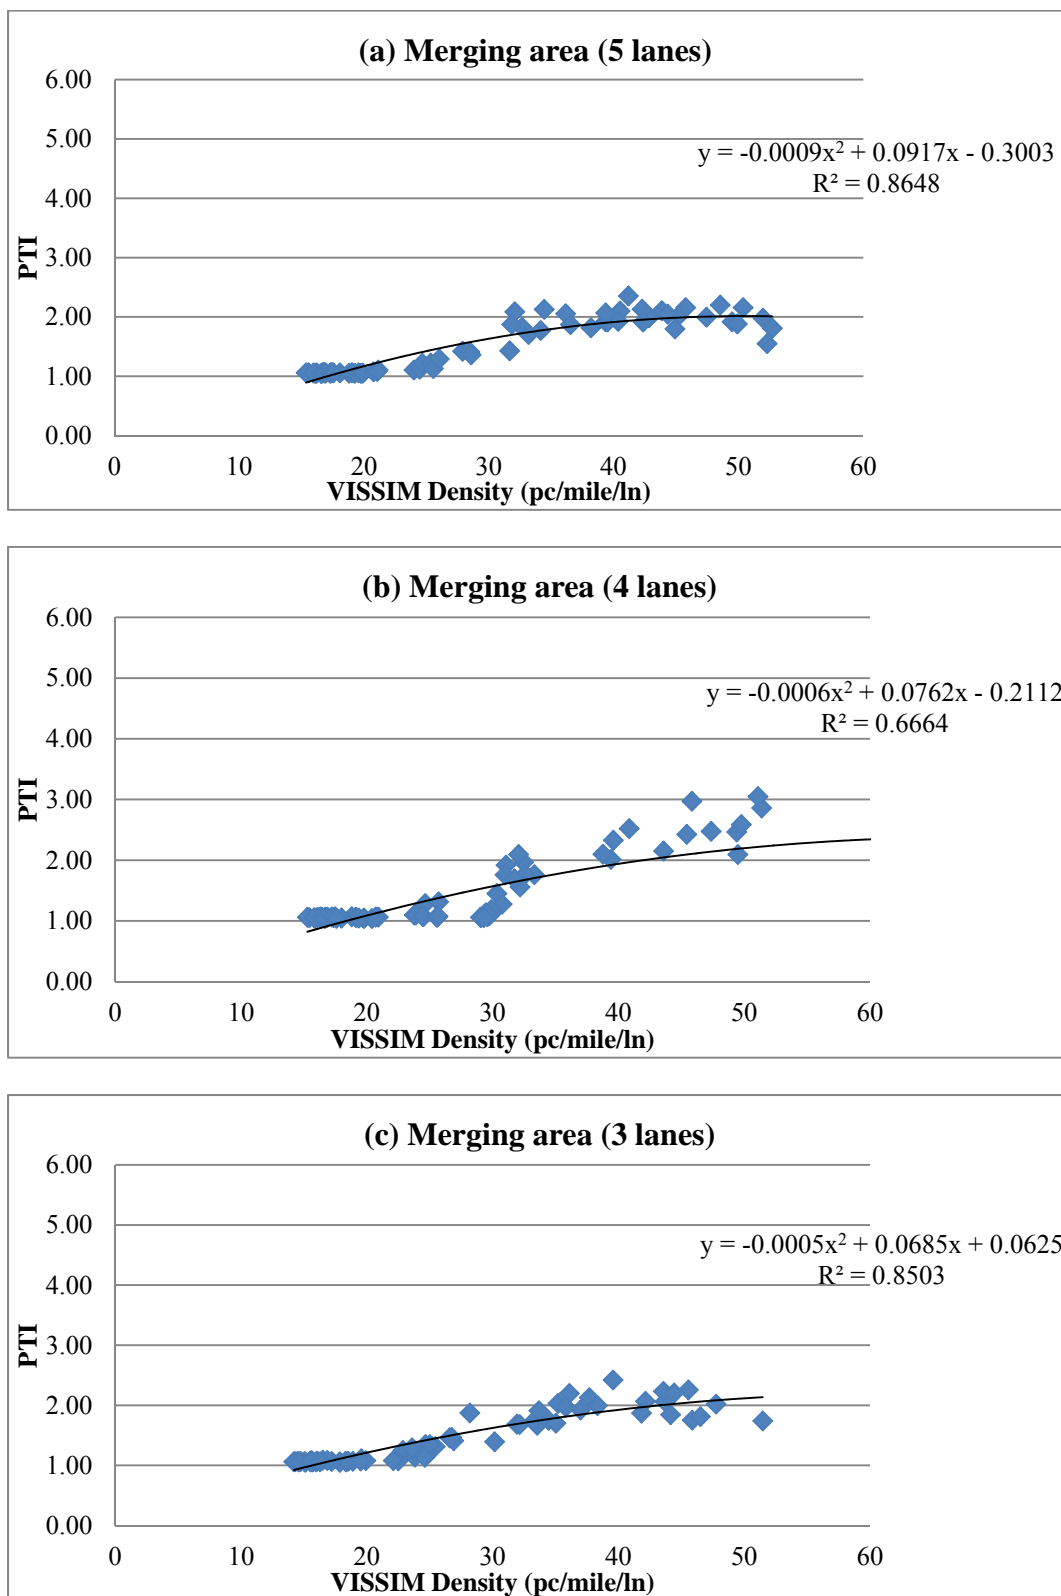 (a) Merging area (5 lanes)
6.00
5.00
y = -0.0009x² + 0.0917x - 0.3003
R² = 0.8648
4.00
PTI
3.00
2.00
1.00
0.00
0 10 20 30 40 50 60
VISSIM Density (pc/mile/ln)
(b) Merging area (4 lanes)
6.00
5.00
y = -0.0006x² + 0.0762x - 0.2112
R² = 0.6664
4.00
PTI
3.00
2.00
1.00
0.00
0 10 20 30 40 50 60
VISSIM Density (pc/mile/ln)
(c) Merging area (3 lanes)
6.00
5.00
y = -0.0005x² + 0.0685x + 0.0625
R² = 0.8503
4.00
PTI
3.00
2.00
1.00
0.00
0 10 20 30 40 50 60
VISSIM Density (pc/mile/ln)